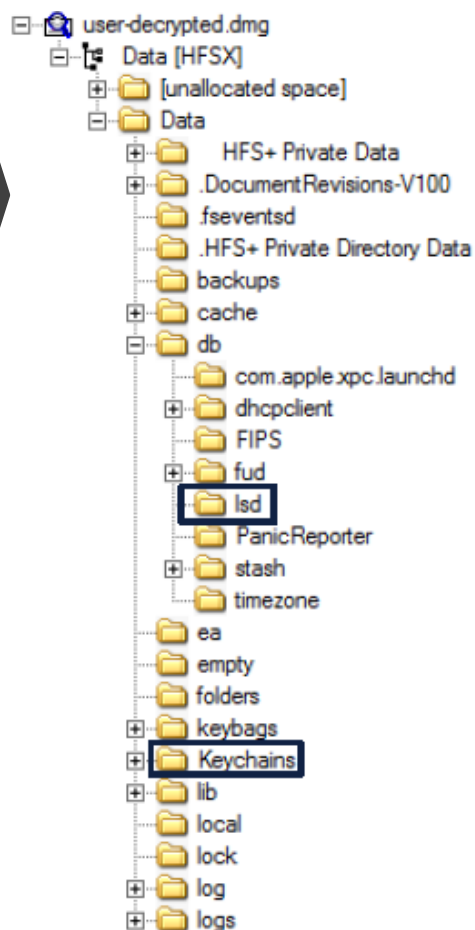 user-decrypted.dmg
Data [HFSX]
[unallocated space]
Data
HFS+ Private Data
.DocumentRevisions-V100
.fseventsd
.HFS+ Private Directory Data
backups
cache
db
com.apple.xpc.launchd
dhcpclient
FIPS
fud
lsd
PanicReporter
stash
timezone
ea
empty
folders
keybags
Keychains
lib
local
lock
log
logs